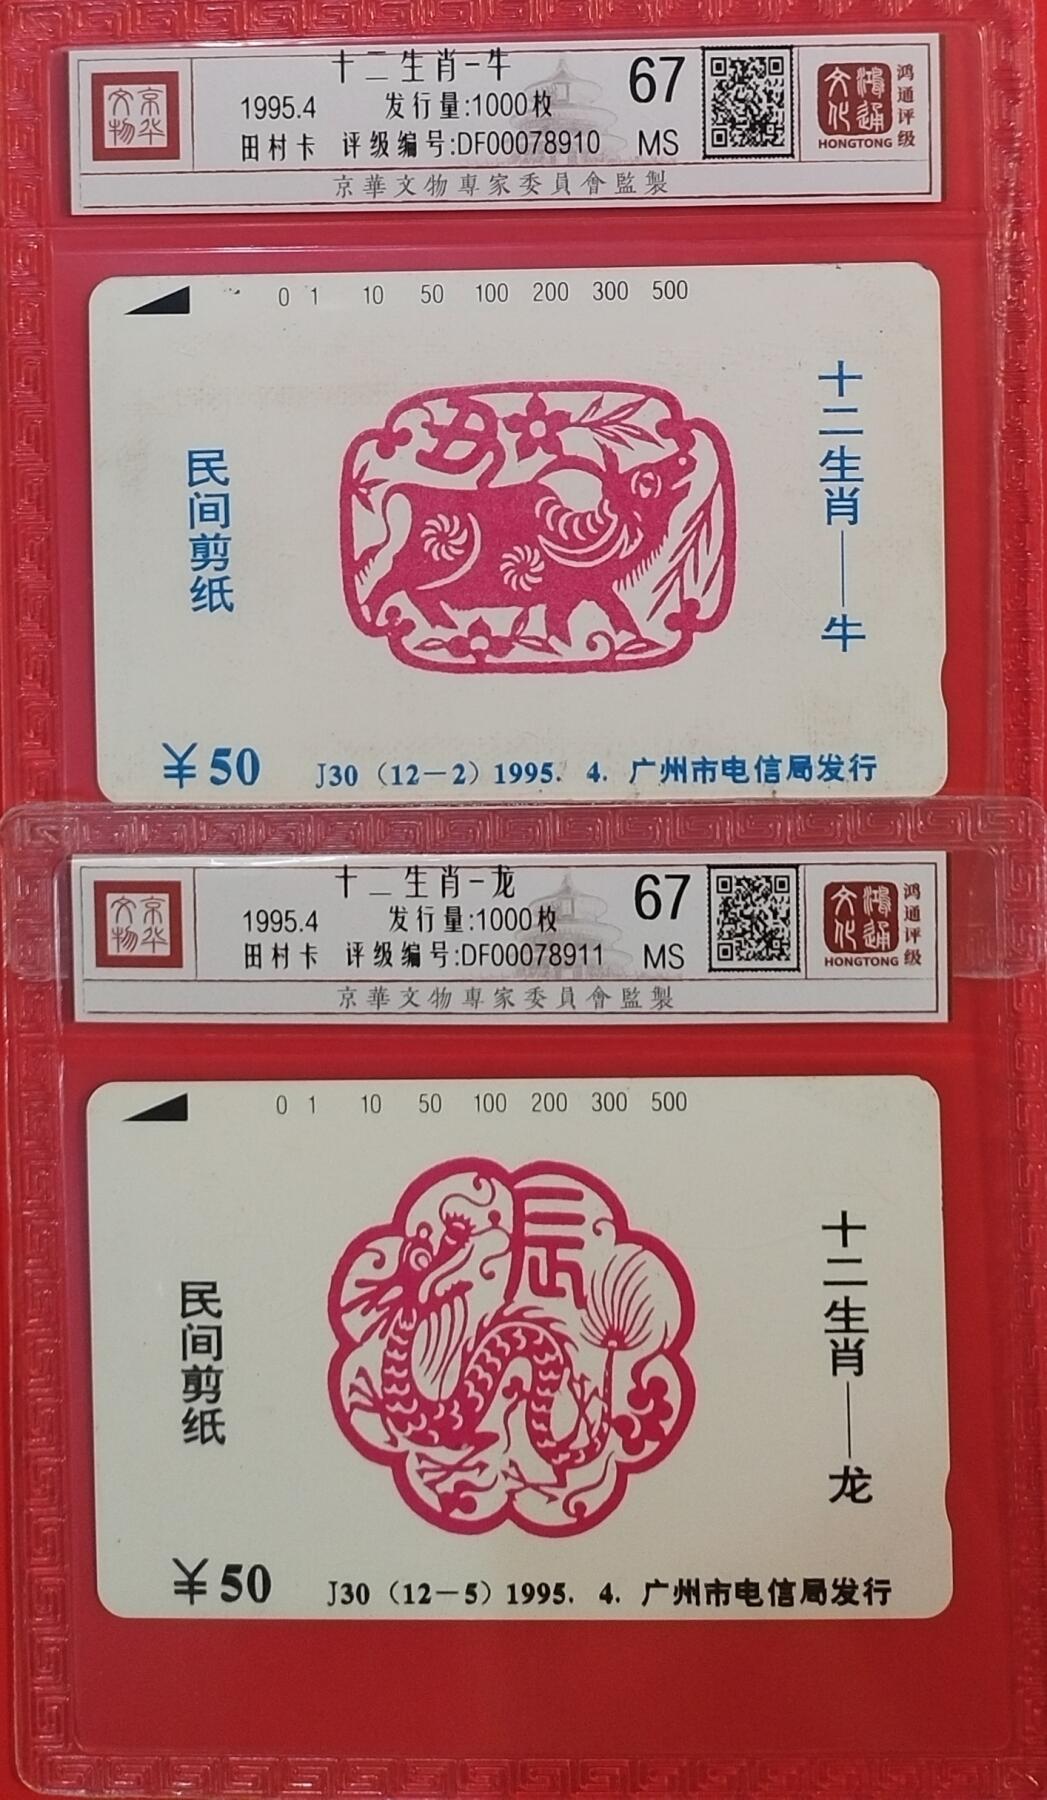 十二生肖-牛
1995.4 发行量:1000枚
田村卡 评级编号:DF00078910
67
MS
京华文物
鸿通文化
HONGTONG
鸿通评级
京華文物專家委員會監製
0 1 10 50 100 200 300 500
民间剪纸
丑
十二生肖——牛
¥50
J30（12－2）1995. 4. 广州市电信局发行
十二生肖-龙
1995.4 发行量:1000枚
田村卡 评级编号:DF00078911
67
MS
京华文物
鸿通文化
HONGTONG
鸿通评级
京華文物專家委員會監製
0 1 10 50 100 200 300 500
民间剪纸
辰
十二生肖——龙
¥50
J30（12－5）1995. 4. 广州市电信局发行